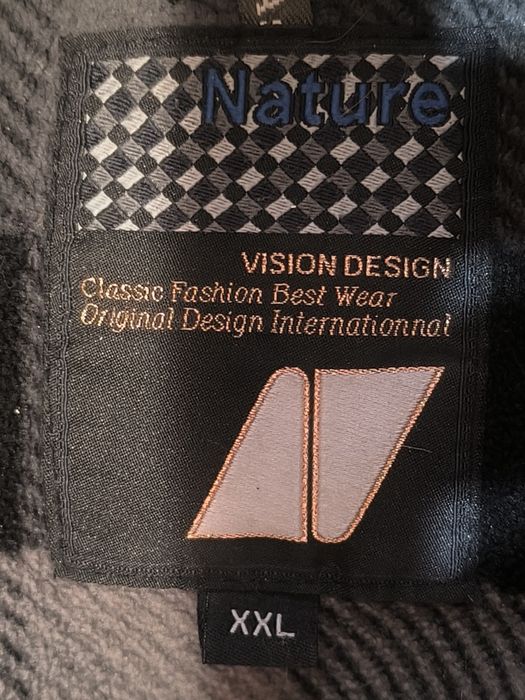 Nature
VISION DESIGN
Classic Fashion Best Wear
Original Design Internationnal
XXL